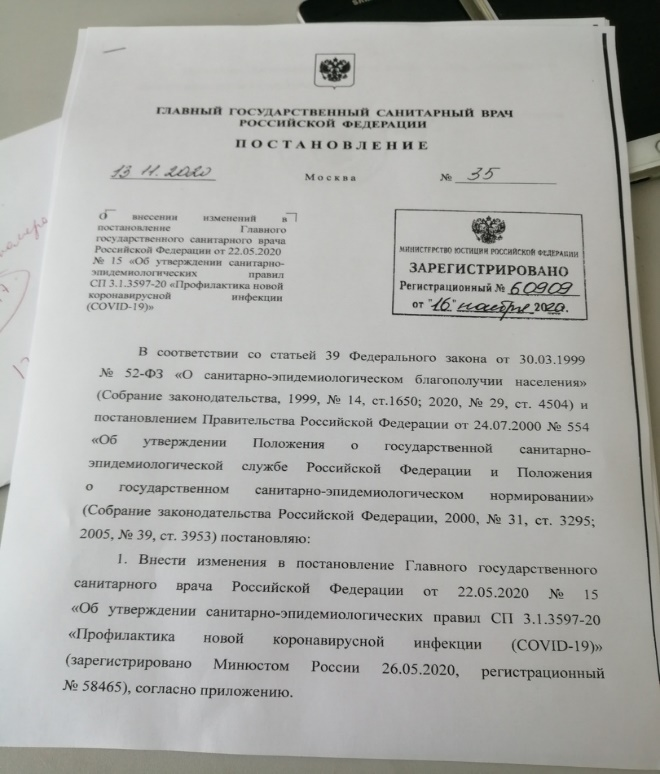 ГЛАВНЫЙ ГОСУДАРСТВЕННЫЙ САНИТАРНЫЙ ВРАЧ
РОССИЙСКОЙ ФЕДЕРАЦИИ
ПОСТАНОВЛЕНИЕ
13.11.2020
Москва
№ 35
О внесении изменений в
постановление Главного
государственного санитарного врача
Российской Федерации от 22.05.2020
№ 15 «Об утверждении санитарно-
эпидемиологических правил
СП 3.1.3597-20 «Профилактика новой
коронавирусной инфекции
(COVID-19)»
МИНИСТЕРСТВО ЮСТИЦИИ РОССИЙСКОЙ ФЕДЕРАЦИИ
ЗАРЕГИСТРИРОВАНО
Регистрационный № 60909
от "16" ноября 2020.
В соответствии со статьей 39 Федерального закона от 30.03.1999
№ 52-ФЗ «О санитарно-эпидемиологическом благополучии населения»
(Собрание законодательства, 1999, № 14, ст.1650; 2020, № 29, ст. 4504) и
постановлением Правительства Российской Федерации от 24.07.2000 № 554
«Об утверждении Положения о государственной санитарно-
эпидемиологической службе Российской Федерации и Положения
о государственном санитарно-эпидемиологическом нормировании»
(Собрание законодательства Российской Федерации, 2000, № 31, ст. 3295;
2005, № 39, ст. 3953) постановляю:
1. Внести изменения в постановление Главного государственного
санитарного врача Российской Федерации от 22.05.2020 № 15
«Об утверждении санитарно-эпидемиологических правил СП 3.1.3597-20
«Профилактика новой коронавирусной инфекции (COVID-19)»
(зарегистрировано Минюстом России 26.05.2020, регистрационный
№ 58465), согласно приложению.